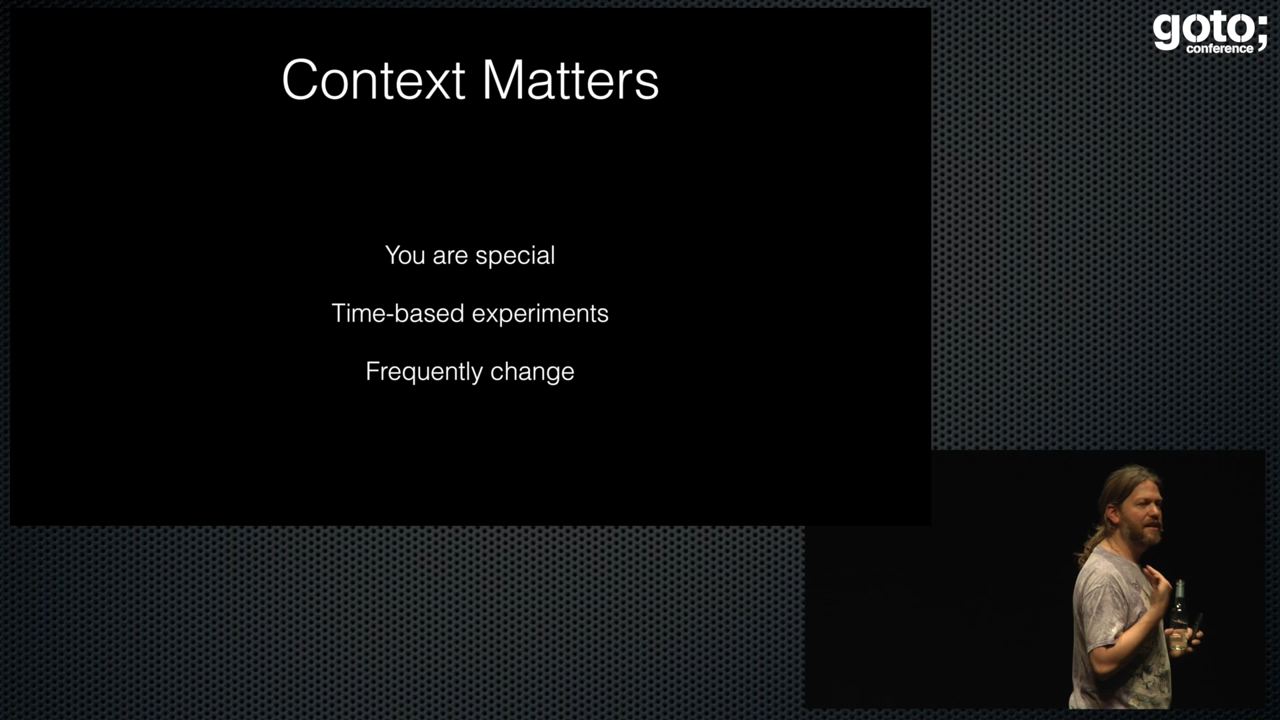 goto;
conference
Context Matters
You are special
Time-based experiments
Frequently change